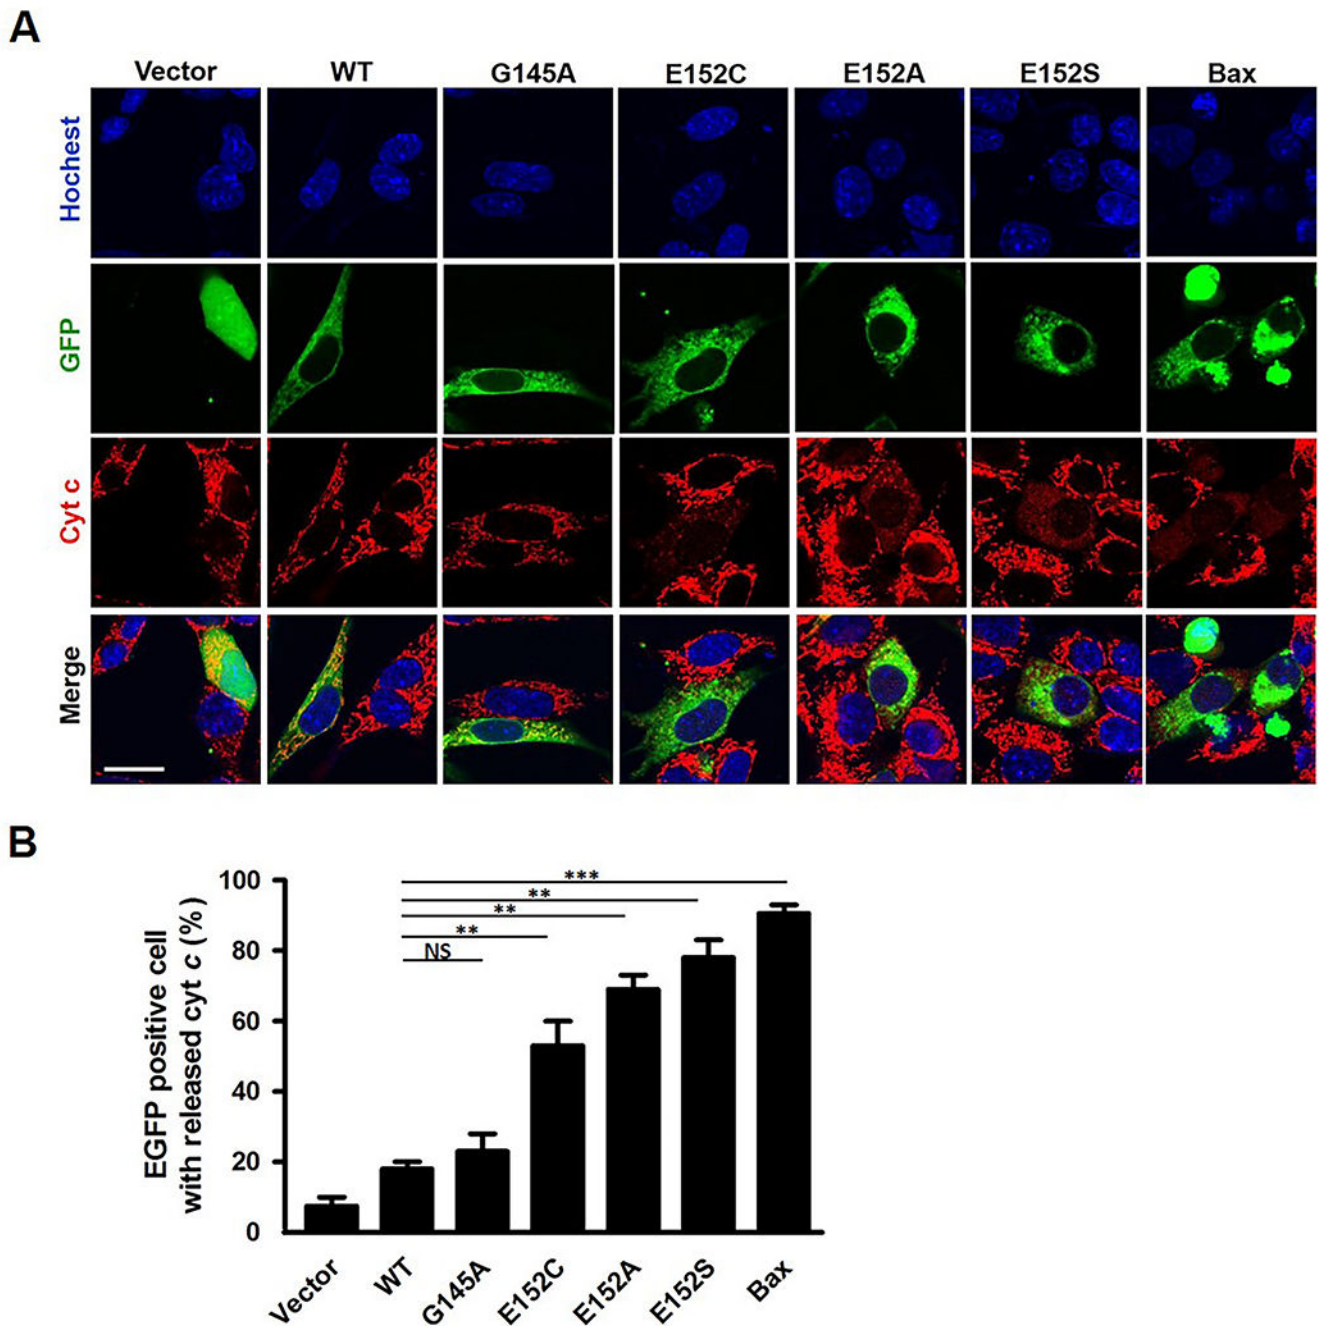 A
Vector WT G145A E152C E152A E152S Bax
Hochest
GFP
Cyt c
Merge
B
EGFP positive cell
with released cyt c (%)
100
80
60
40
20
0
***
**
**
**
NS
Vector WT G145A E152C E152A E152S Bax